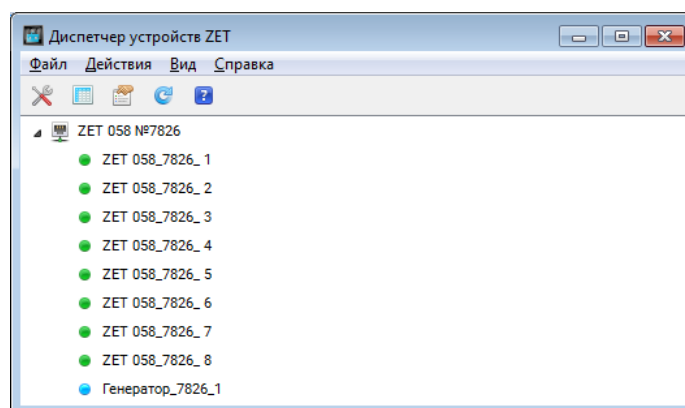 Диспетчер устройств ZET
Файл Действия Вид Справка
ZET 058 №7826
ZET 058_7826_ 1
ZET 058_7826_ 2
ZET 058_7826_ 3
ZET 058_7826_ 4
ZET 058_7826_ 5
ZET 058_7826_ 6
ZET 058_7826_ 7
ZET 058_7826_ 8
Генератор_7826_1